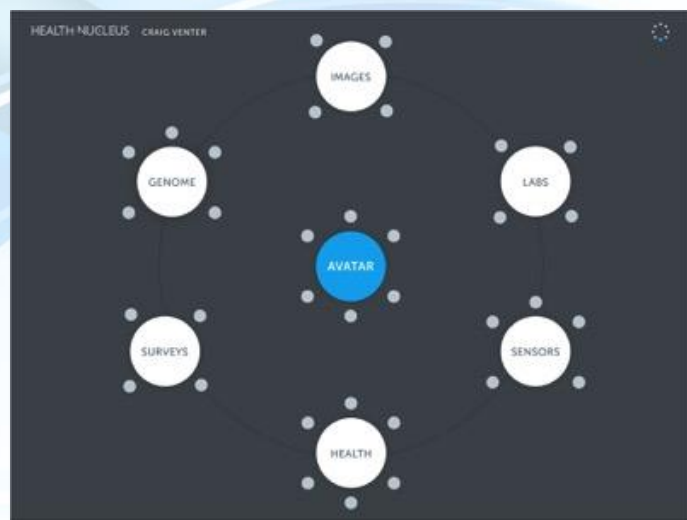 HEALTH NUCLEUS CRAIG VENTER
IMAGES
GENOME
LABS
AVATAR
SURVEYS
SENSORS
HEALTH